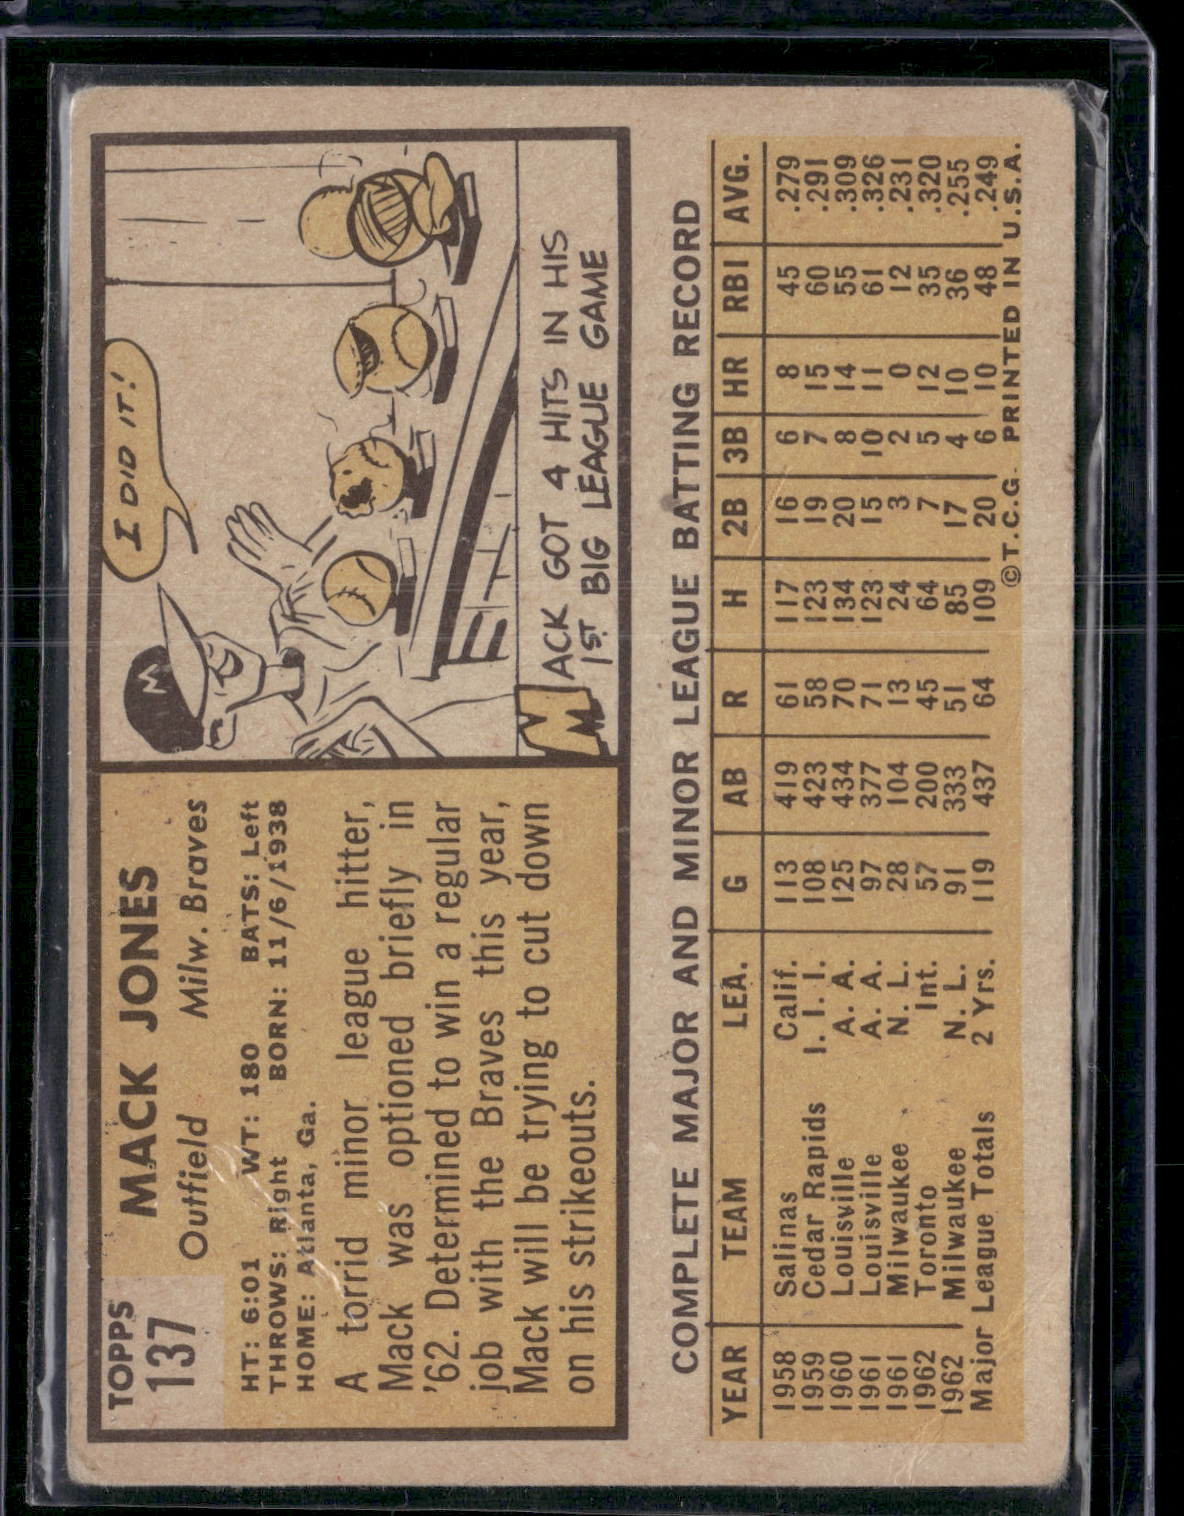 TOPPS
137
MACK JONES
Outfield Milw. Braves
HT: 6:01 WT: 180 BATS: Left
THROWS: Right BORN: 11/6/1938
HOME: Atlanta, Ga.
A torrid minor league hitter,
Mack was optioned briefly in
'62. Determined to win a regular
job with the Braves this year,
Mack will be trying to cut down
on his strikeouts.
I DID IT!
M
MACK GOT 4 HITS IN HIS
1ST BIG LEAGUE GAME
COMPLETE MAJOR AND MINOR LEAGUE BATTING RECORD
YEAR TEAM LEA. G AB R H 2B 3B HR RBI AVG.
1958 Salinas Calif. 113 419 61 117 16 6 8 45 .279
1959 Cedar Rapids I. I. I. 108 423 58 123 19 7 15 60 .291
1960 Louisville A. A. 125 434 70 134 20 8 14 55 .309
1961 Louisville A. A. 97 377 71 123 15 10 11 61 .326
1961 Milwaukee N. L. 28 104 13 24 3 2 0 12 .231
1962 Toronto Int. 57 200 45 64 7 5 12 35 .320
1962 Milwaukee N. L. 91 333 51 85 17 4 10 36 .255
Major League Totals 2 Yrs. 119 437 64 109 20 6 10 48 .249
©T.C.G. PRINTED IN U.S.A.